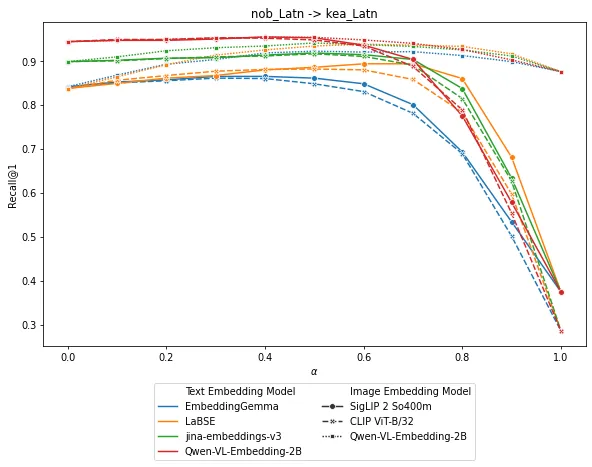 nob_Latn -> kea_Latn
0.9
0.8
0.7
0.6
0.5
0.4
0.3
Recall@1
0.0 0.2 0.4 0.6 0.8 1.0
α
Text Embedding Model Image Embedding Model
EmbeddingGemma SigLIP 2 So400m
LaBSE CLIP ViT-B/32
jina-embeddings-v3 Qwen-VL-Embedding-2B
Qwen-VL-Embedding-2B